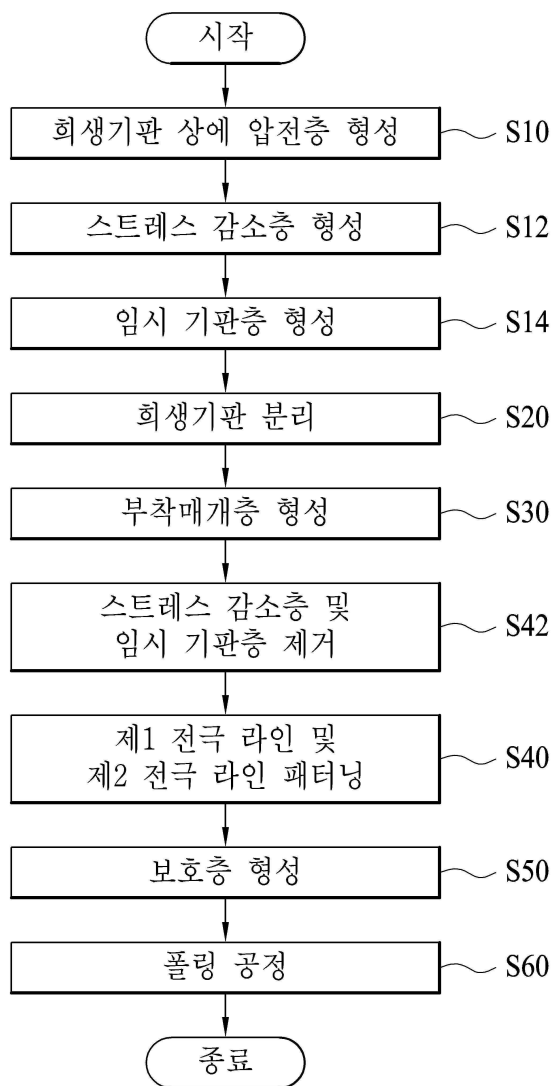 시작
희생기판 상에 압전층 형성 S10
스트레스 감소층 형성 S12
임시 기판층 형성 S14
희생기판 분리 S20
부착매개층 형성 S30
스트레스 감소층 및
임시 기판층 제거 S42
제1 전극 라인 및
제2 전극 라인 패터닝 S40
보호층 형성 S50
폴링 공정 S60
종료